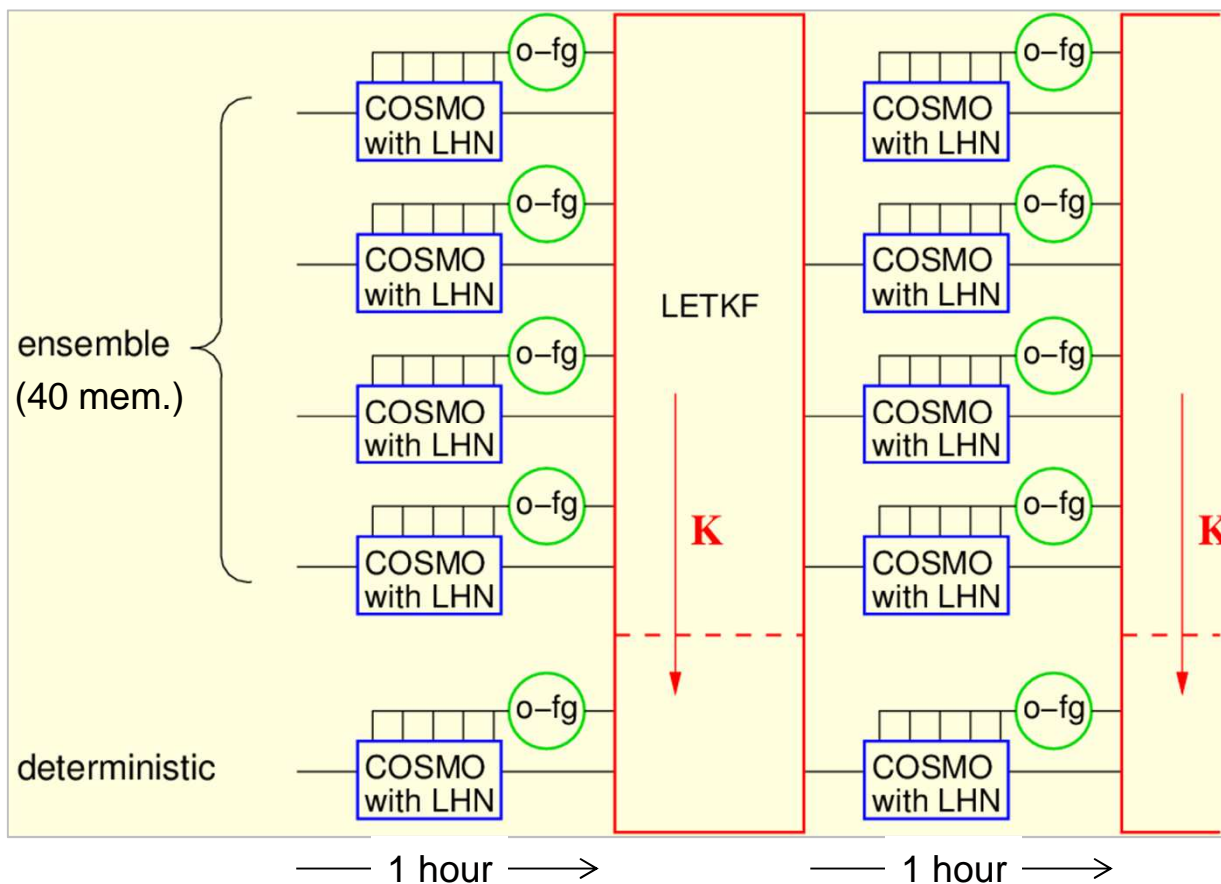 o–fg o–fg
COSMO COSMO
with LHN with LHN
o–fg o–fg
COSMO COSMO
with LHN with LHN
LETKF
ensemble
(40 mem.)
o–fg o–fg
COSMO COSMO
with LHN with LHN
o–fg o–fg
K K
COSMO COSMO
with LHN with LHN
o–fg o–fg
deterministic
COSMO COSMO
with LHN with LHN
1 hour 1 hour